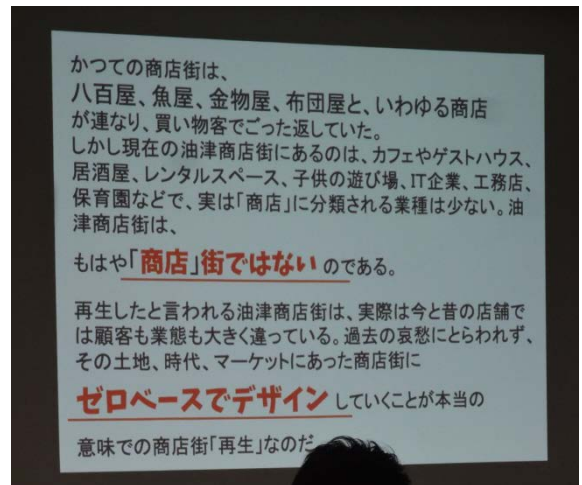 かつての商店街は、
八百屋、魚屋、金物屋、布団屋と、いわゆる商店
が連なり、買い物客でごった返していた。
しかし現在の油津商店街にあるのは、カフェやゲストハウス、
居酒屋、レンタルスペース、子供の遊び場、IT企業、工務店、
保育園などで、実は「商店」に分類される業種は少ない。油
津商店街は、
もはや「商店」街ではない のである。
再生したと言われる油津商店街は、実際は今と昔の店舗で
は顧客も業態も大きく違っている。過去の哀愁にとらわれず、
その土地、時代、マーケットにあった商店街に
ゼロベースでデザイン していくことが本当の
意味での商店街「再生」なのだ